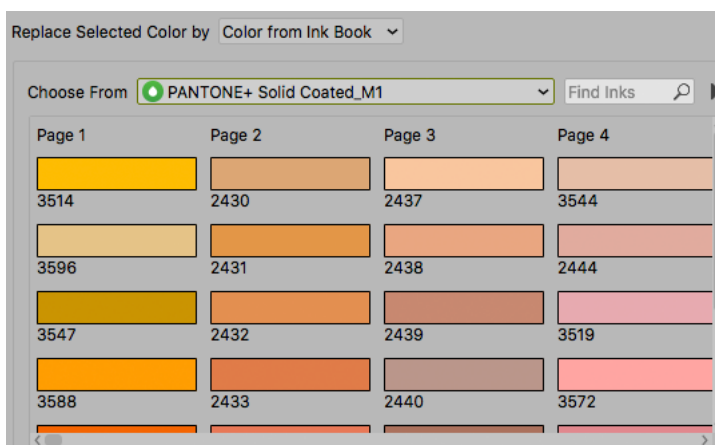 Replace Selected Color by Color from Ink Book
Choose From PANTONE+ Solid Coated_M1 Find Inks
Page 1 Page 2 Page 3 Page 4
3514 2430 2437 3544
3596 2431 2438 2444
3547 2432 2439 3519
3588 2433 2440 3572